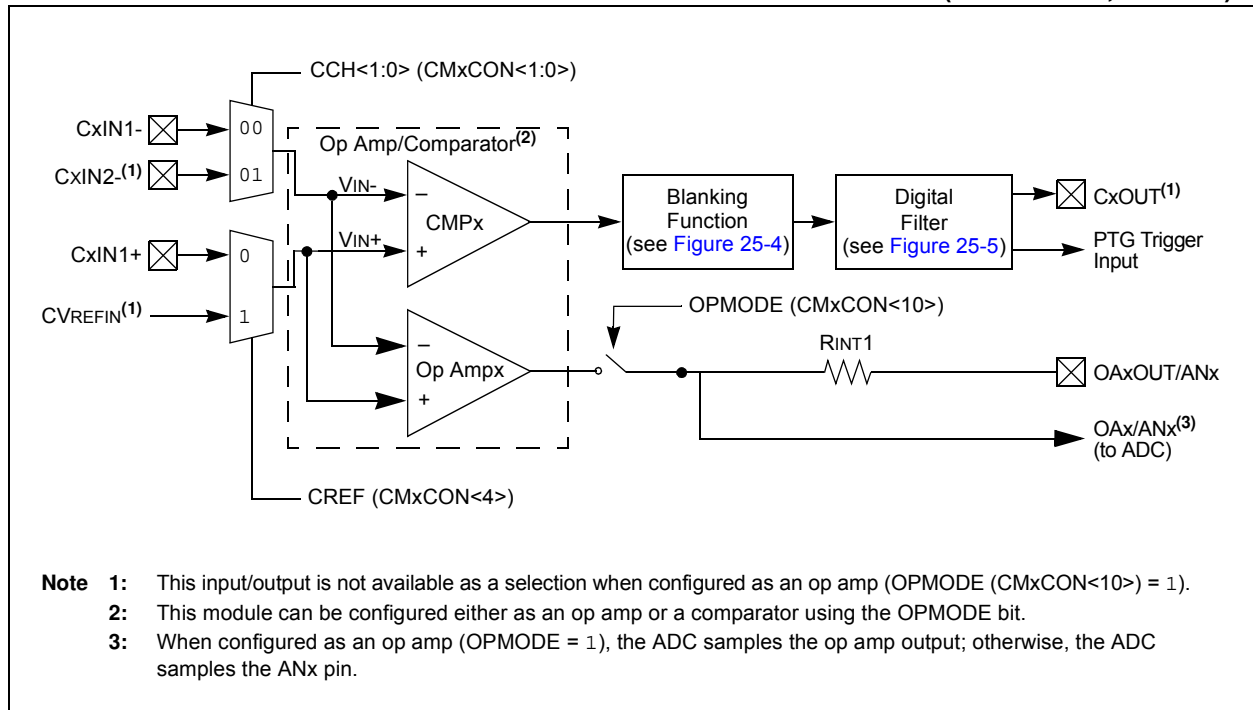 CCH<1:0> (CMxCON<1:0>)
CxIN1-
00
Op Amp/Comparator(2)
CxIN2-(1)
01
VIN-
–
CMPx
Blanking
Function
(see Figure 25-4)
Digital
Filter
(see Figure 25-5)
CxOUT(1)
PTG Trigger
Input
CxIN1+
0
VIN+
+
CVREFIN(1)
1
OPMODE (CMxCON<10>)
–
Op Ampx
+
RINT1
OAxOUT/ANx
OAx/ANx(3)
(to ADC)
CREF (CMxCON<4>)
Note 1: This input/output is not available as a selection when configured as an op amp (OPMODE (CMxCON<10>) = 1).
2: This module can be configured either as an op amp or a comparator using the OPMODE bit.
3: When configured as an op amp (OPMODE = 1), the ADC samples the op amp output; otherwise, the ADC
samples the ANx pin.